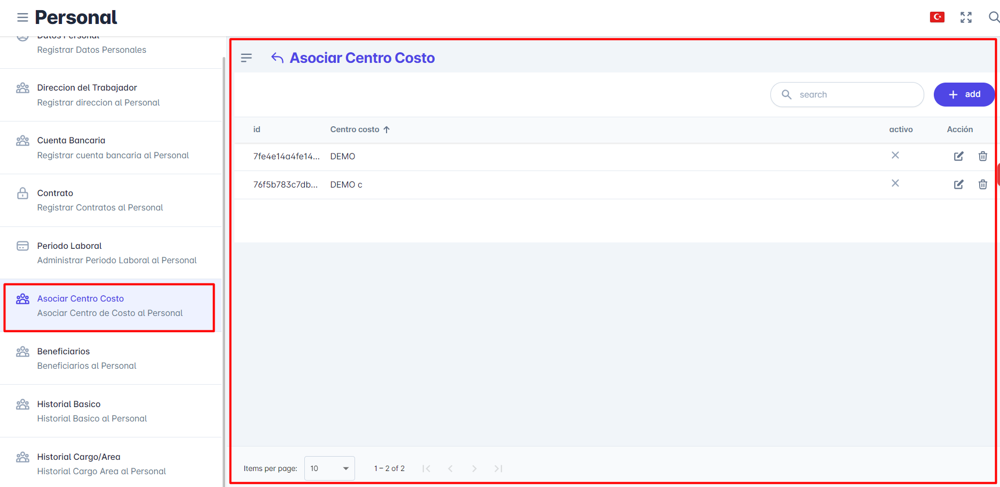 Personal
Datos Personal
Registrar Datos Personales
Direccion del Trabajador
Registrar direccion al Personal
Cuenta Bancaria
Registrar cuenta bancaria al Personal
Contrato
Registrar Contratos al Personal
Periodo Laboral
Administrar Periodo Laboral al Personal
Asociar Centro Costo
Asociar Centro de Costo al Personal
Beneficiarios
Beneficiarios al Personal
Historial Basico
Historial Basico al Personal
Historial Cargo/Area
Historial Cargo Area al Personal
Asociar Centro Costo
search
add
id Centro costo activo Acción
7fe4e14a4fe14... DEMO
76f5b783c7db... DEMO c
Items per page: 10 1 – 2 of 2